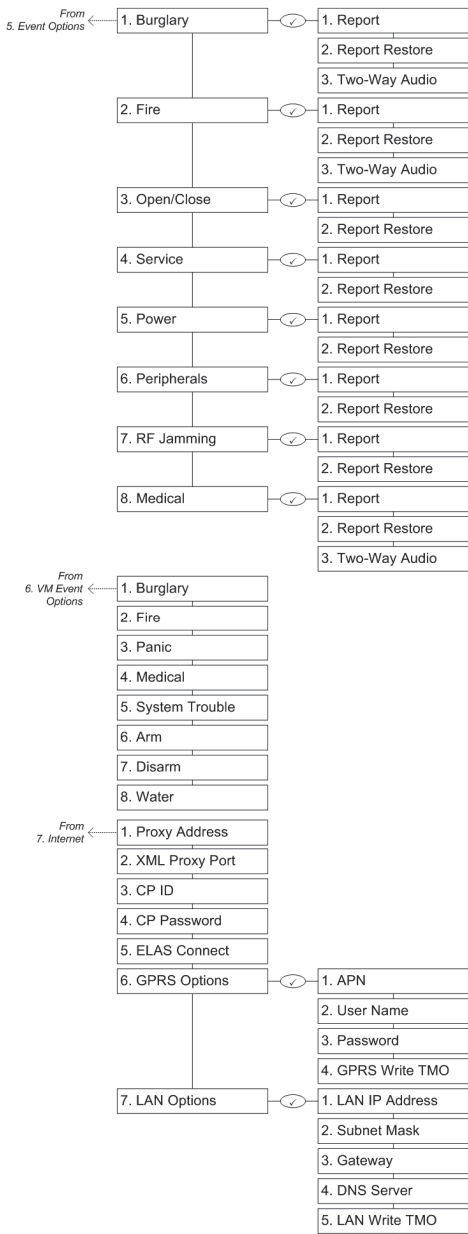 From
5. Event Options
1. Burglary
1. Report
2. Report Restore
3. Two-Way Audio
2. Fire
1. Report
2. Report Restore
3. Two-Way Audio
3. Open/Close
1. Report
2. Report Restore
4. Service
1. Report
2. Report Restore
5. Power
1. Report
2. Report Restore
6. Peripherals
1. Report
2. Report Restore
7. RF Jamming
1. Report
2. Report Restore
8. Medical
1. Report
2. Report Restore
3. Two-Way Audio
From
6. VM Event
Options
1. Burglary
2. Fire
3. Panic
4. Medical
5. System Trouble
6. Arm
7. Disarm
8. Water
From
7. Internet
1. Proxy Address
2. XML Proxy Port
3. CP ID
4. CP Password
5. ELAS Connect
6. GPRS Options
1. APN
2. User Name
3. Password
4. GPRS Write TMO
7. LAN Options
1. LAN IP Address
2. Subnet Mask
3. Gateway
4. DNS Server
5. LAN Write TMO